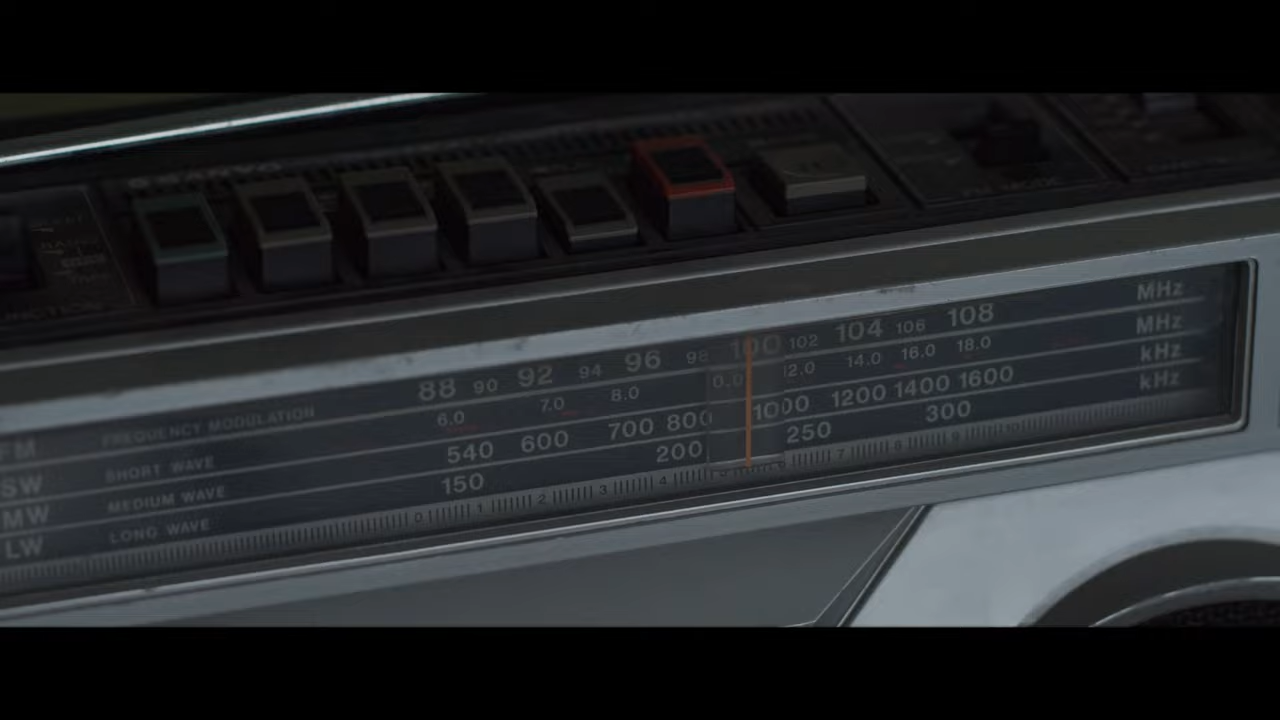 FM FREQUENCY MODULATION 88 90 92 94 96 98 100 102 104 106 108 MHz
SW SHORT WAVE 6.0 7.0 8.0 0.0 12.0 14.0 16.0 18.0 MHz
MW MEDIUM WAVE 540 600 700 800 1000 1200 1400 1600 kHz
LW LONG WAVE 150 200 250 300 kHz
0 1 2 3 4 5 6 7 8 9 10